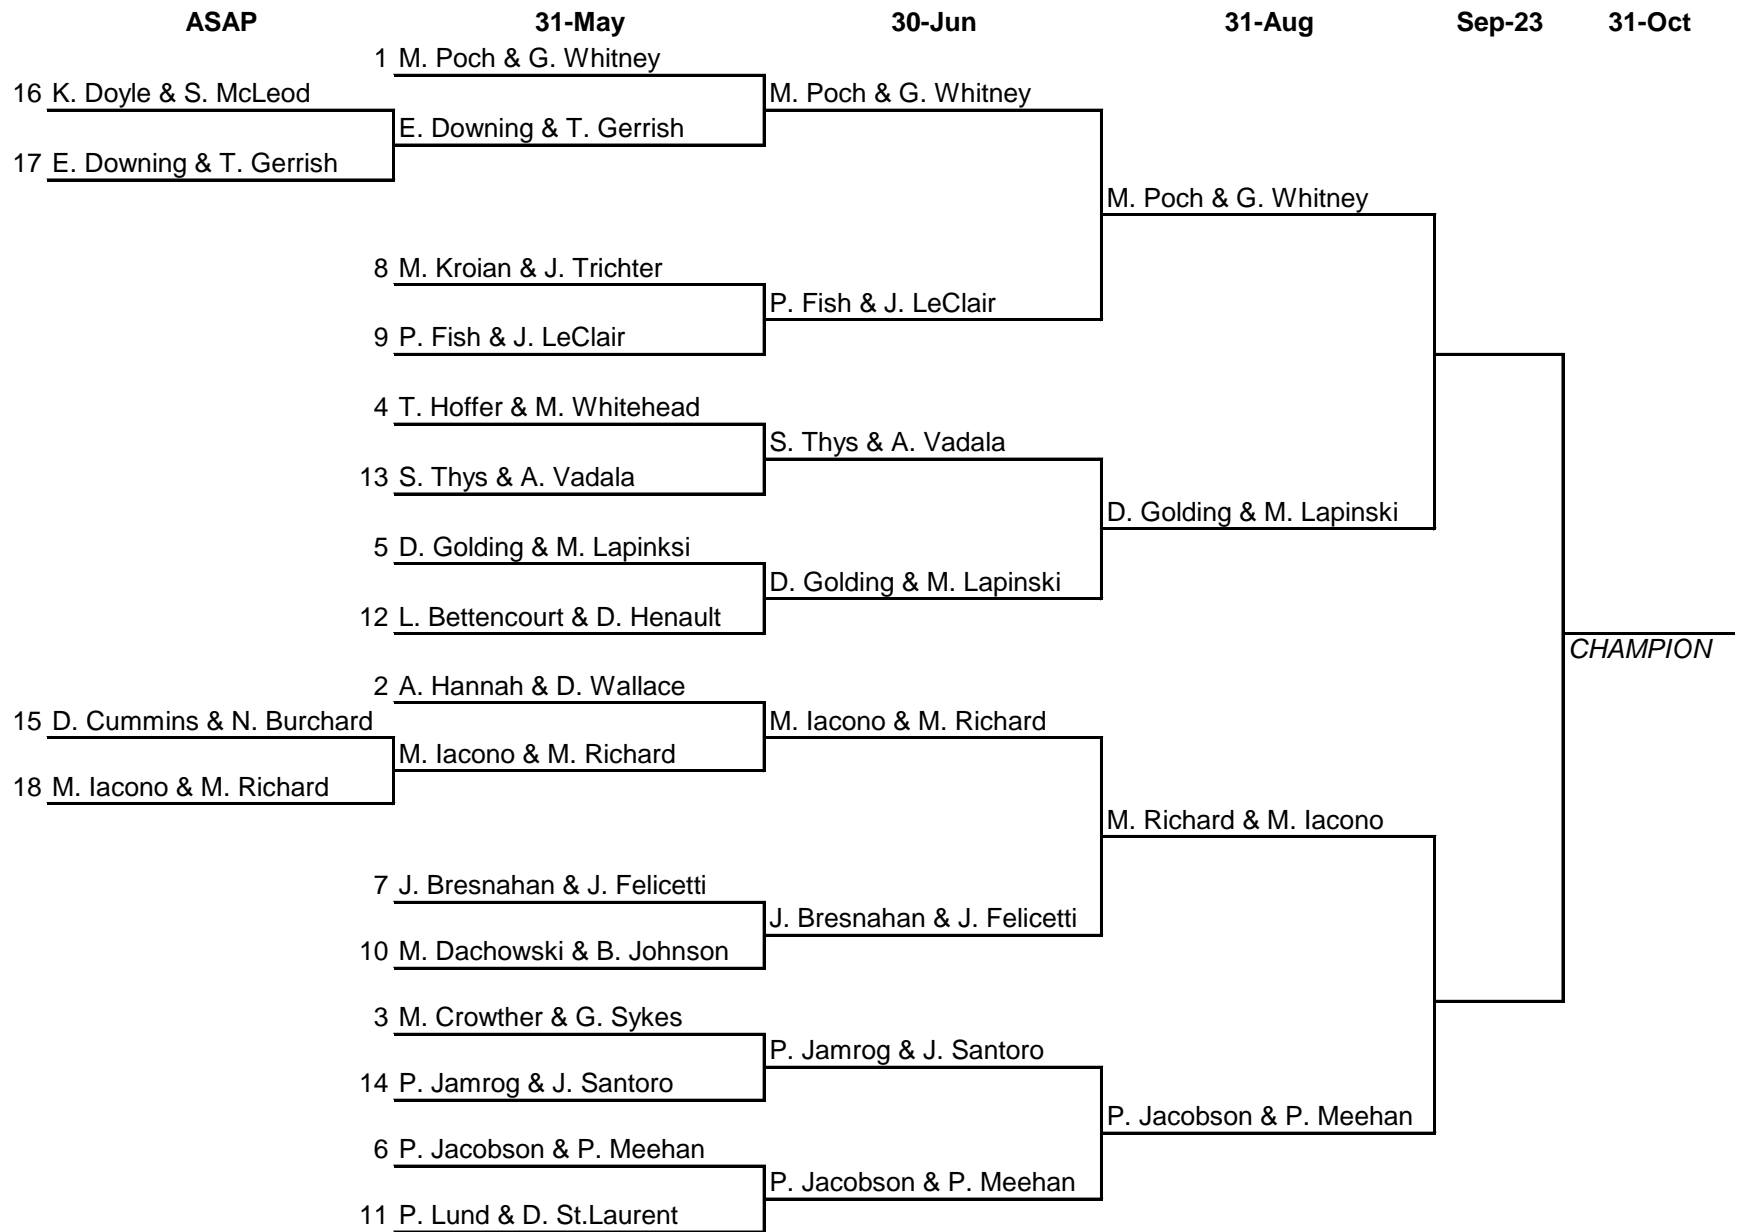 ASAP 31-May 30-Jun 31-Aug Sep-23 31-Oct
1 M. Poch & G. Whitney
16 K. Doyle & S. McLeod M. Poch & G. Whitney
E. Downing & T. Gerrish
17 E. Downing & T. Gerrish
M. Poch & G. Whitney
8 M. Kroian & J. Trichter
P. Fish & J. LeClair
9 P. Fish & J. LeClair
4 T. Hoffer & M. Whitehead
S. Thys & A. Vadala
13 S. Thys & A. Vadala
D. Golding & M. Lapinski
5 D. Golding & M. Lapinksi
D. Golding & M. Lapinski
12 L. Bettencourt & D. Henault
CHAMPION
2 A. Hannah & D. Wallace
15 D. Cummins & N. Burchard M. Iacono & M. Richard
M. Iacono & M. Richard
18 M. Iacono & M. Richard
M. Richard & M. Iacono
7 J. Bresnahan & J. Felicetti
J. Bresnahan & J. Felicetti
10 M. Dachowski & B. Johnson
3 M. Crowther & G. Sykes
P. Jamrog & J. Santoro
14 P. Jamrog & J. Santoro
P. Jacobson & P. Meehan
6 P. Jacobson & P. Meehan
P. Jacobson & P. Meehan
11 P. Lund & D. St.Laurent